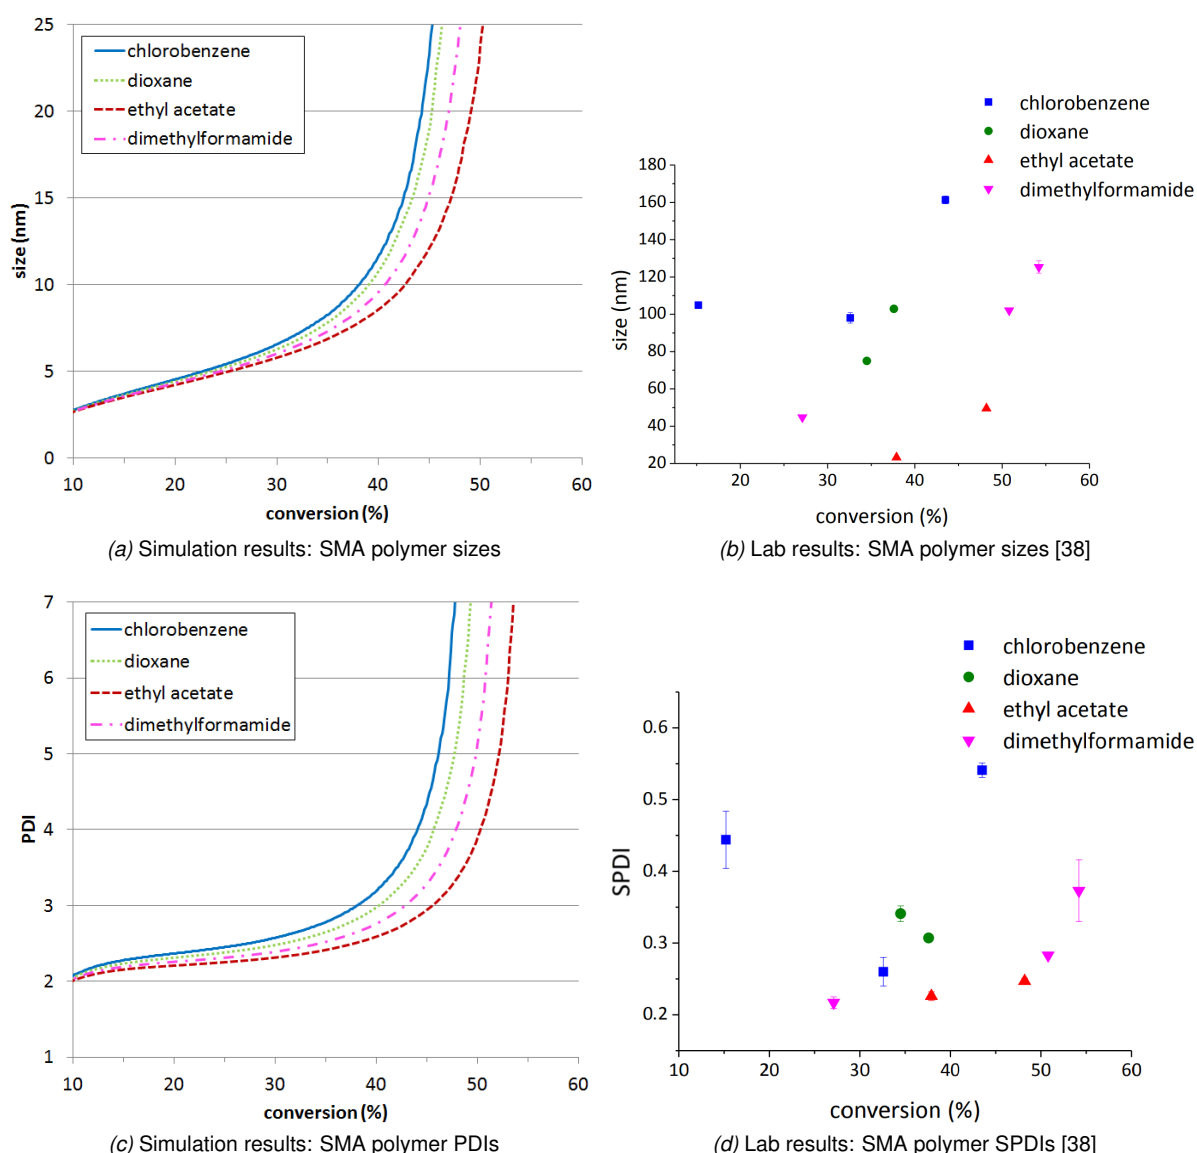 25
20
15
10
5
0
size (nm)
chlorobenzene
dioxane
ethyl acetate
dimethylformamide
10 20 30 40 50 60
conversion (%)
(a) Simulation results: SMA polymer sizes
chlorobenzene
dioxane
ethyl acetate
dimethylformamide
180
160
140
120
100
80
60
40
20
size (nm)
20 30 40 50 60
conversion (%)
(b) Lab results: SMA polymer sizes [38]
7
6
5
4
3
2
1
PDI
chlorobenzene
dioxane
ethyl acetate
dimethylformamide
10 20 30 40 50 60
conversion (%)
(c) Simulation results: SMA polymer PDIs
chlorobenzene
dioxane
ethyl acetate
dimethylformamide
0.6
0.5
0.4
0.3
0.2
SPDI
10 20 30 40 50 60
conversion (%)
(d) Lab results: SMA polymer SPDIs [38]